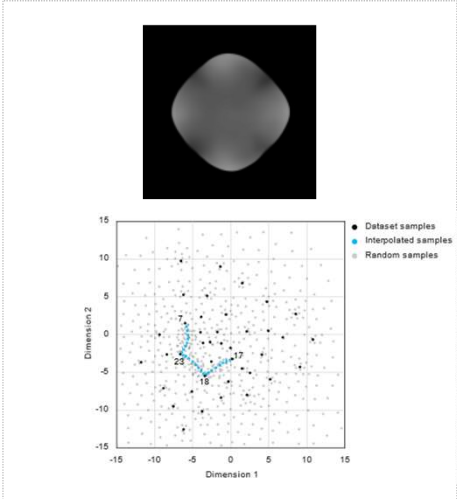 15
10
5
0
-5
-10
-15
-15 -10 -5 0 5 10 15
Dimension 2
Dimension 1
7
23
18
17
Dataset samples
Interpolated samples
Random samples